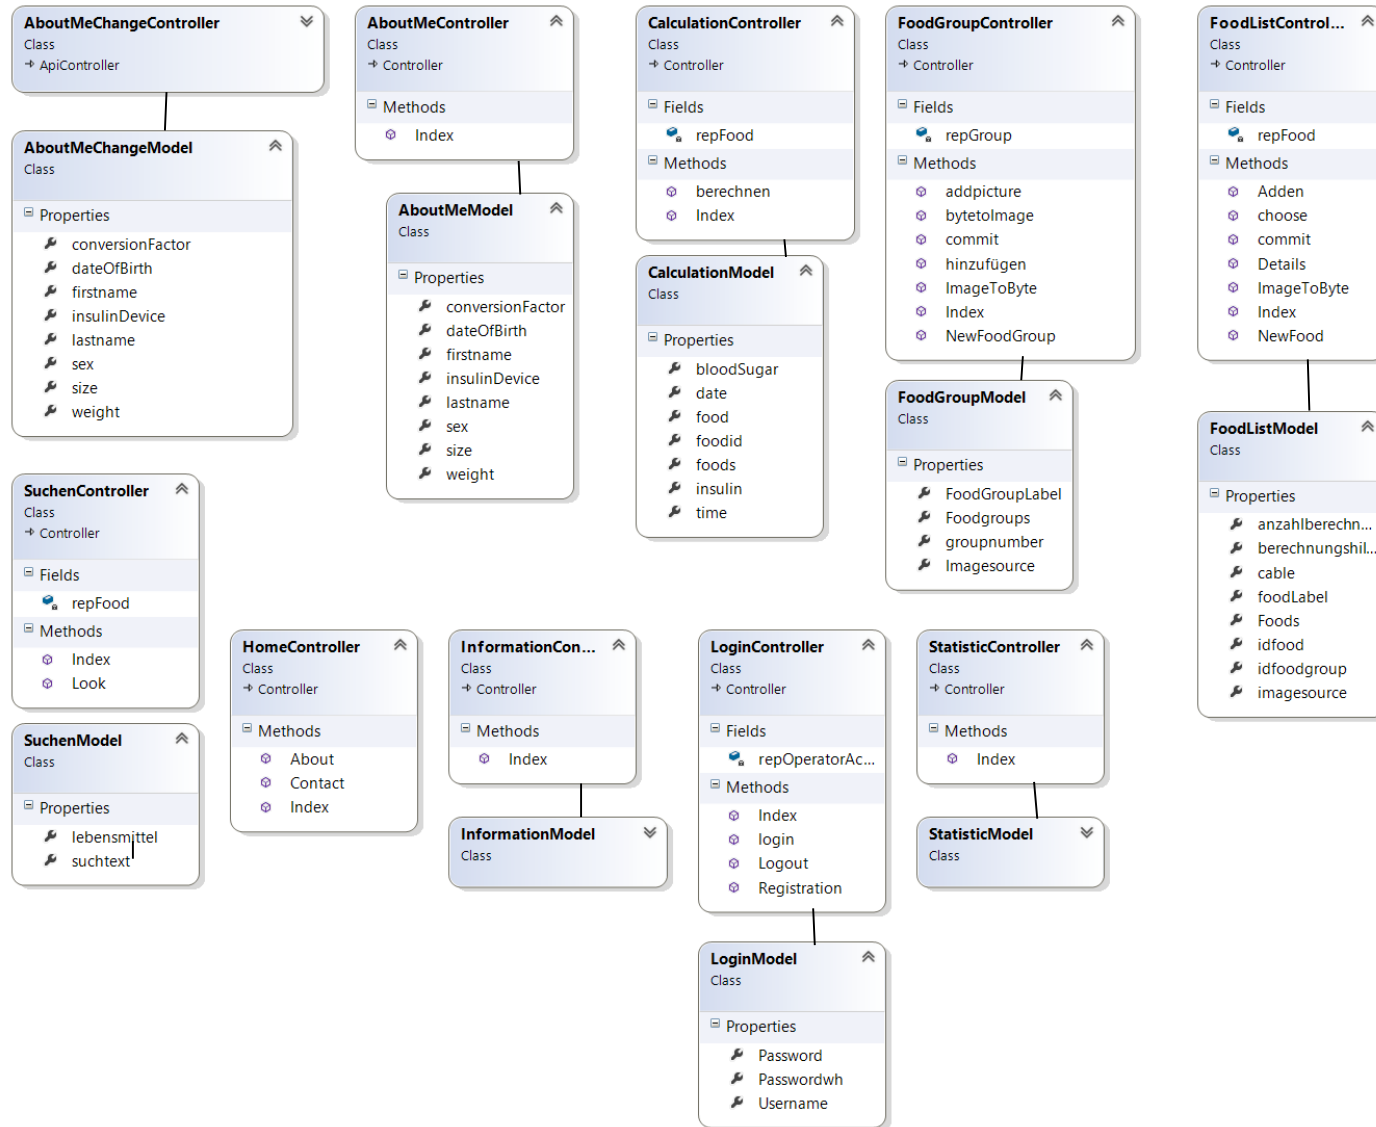 AboutMeChangeController
Class
ApiController
AboutMeChangeModel
Class
Properties
conversionFactor
dateOfBirth
firstname
insulinDevice
lastname
sex
size
weight
AboutMeController
Class
Controller
Methods
Index
AboutMeModel
Class
Properties
conversionFactor
dateOfBirth
firstname
insulinDevice
lastname
sex
size
weight
CalculationController
Class
Controller
Fields
repFood
Methods
berechnen
Index
CalculationModel
Class
Properties
bloodSugar
date
food
foodid
foods
insulin
time
FoodGroupController
Class
Controller
Fields
repGroup
Methods
addpicture
bytetoImage
commit
hinzufügen
ImageToByte
Index
NewFoodGroup
FoodGroupModel
Class
Properties
FoodGroupLabel
Foodgroups
groupnumber
Imagesource
FoodListControl...
Class
Controller
Fields
repFood
Methods
Adden
choose
commit
Details
ImageToByte
Index
NewFood
FoodListModel
Class
Properties
anzahlberechn...
berechnungshil...
cable
foodLabel
Foods
idfood
idfoodgroup
imagesource
SuchenController
Class
Controller
Fields
repFood
Methods
Index
Look
SuchenModel
Class
Properties
lebensmittel
suchtext
HomeController
Class
Controller
Methods
About
Contact
Index
InformationCon...
Class
Controller
Methods
Index
InformationModel
Class
LoginController
Class
Controller
Fields
repOperatorAc...
Methods
Index
login
Logout
Registration
LoginModel
Class
Properties
Password
Passwordwh
Username
StatisticController
Class
Controller
Methods
Index
StatisticModel
Class